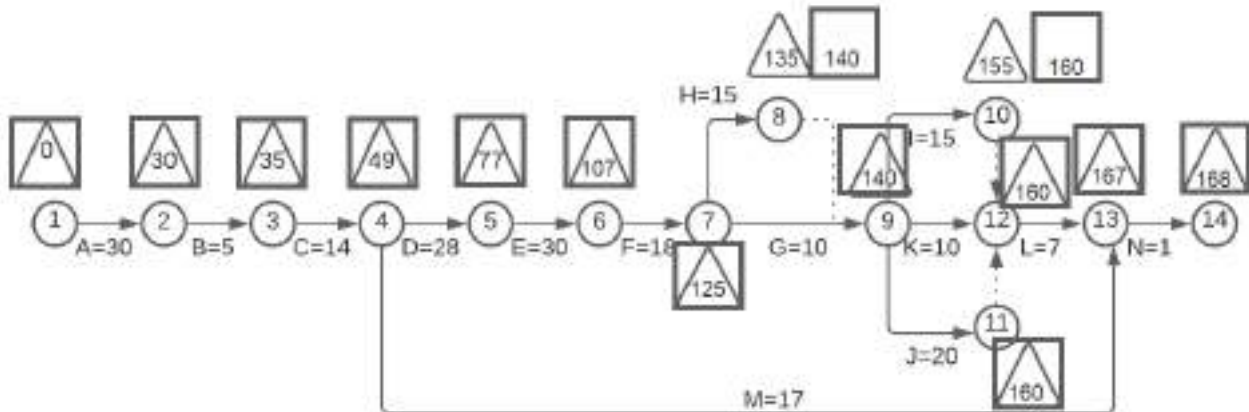 135 140 155 160
H=15 8 10
0 30 35 49 77 107 140 =15 160 167 168
1 2 3 4 5 6 7 9 12 13 14
A=30 B=5 C=14 D=28 E=30 F=18 G=10 K=10 L=7 N=1
125
11
J=20
160
M=17